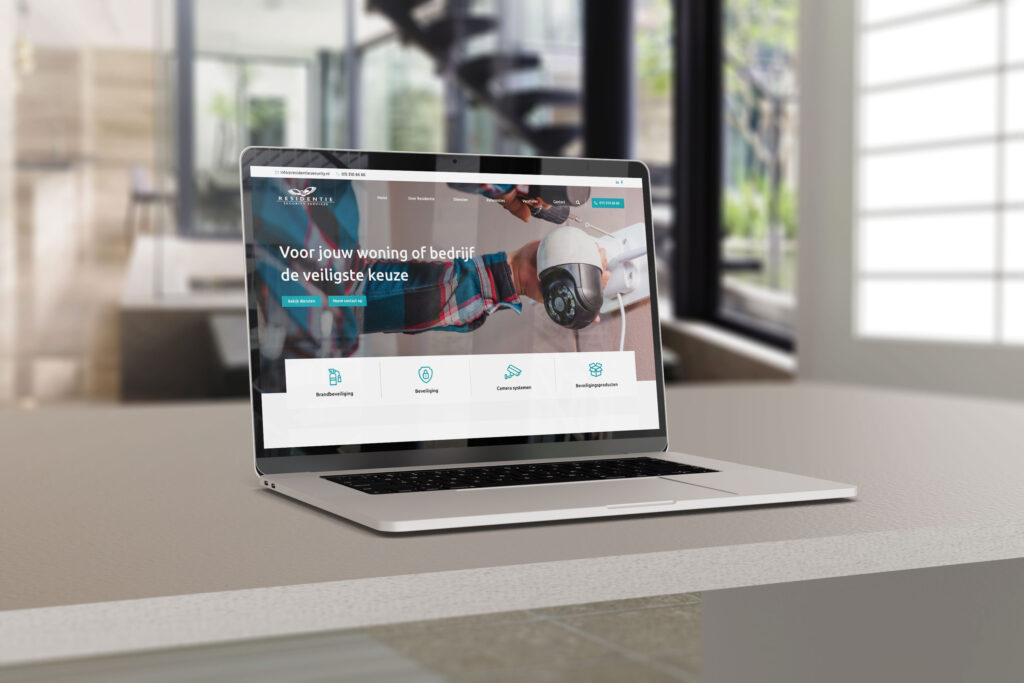 info@residentiesecurity.nl 015 310 66 66
RESIDENTIE
SECURITY SERVICES
Home Over Residentie Diensten Referenties Vacatures Contact
015 310 66 66
Voor jouw woning of bedrijf
de veiligste keuze
Bekijk diensten Neem contact op
Brandbeveiliging Beveiliging Camera systemen Beveiligingsproducten